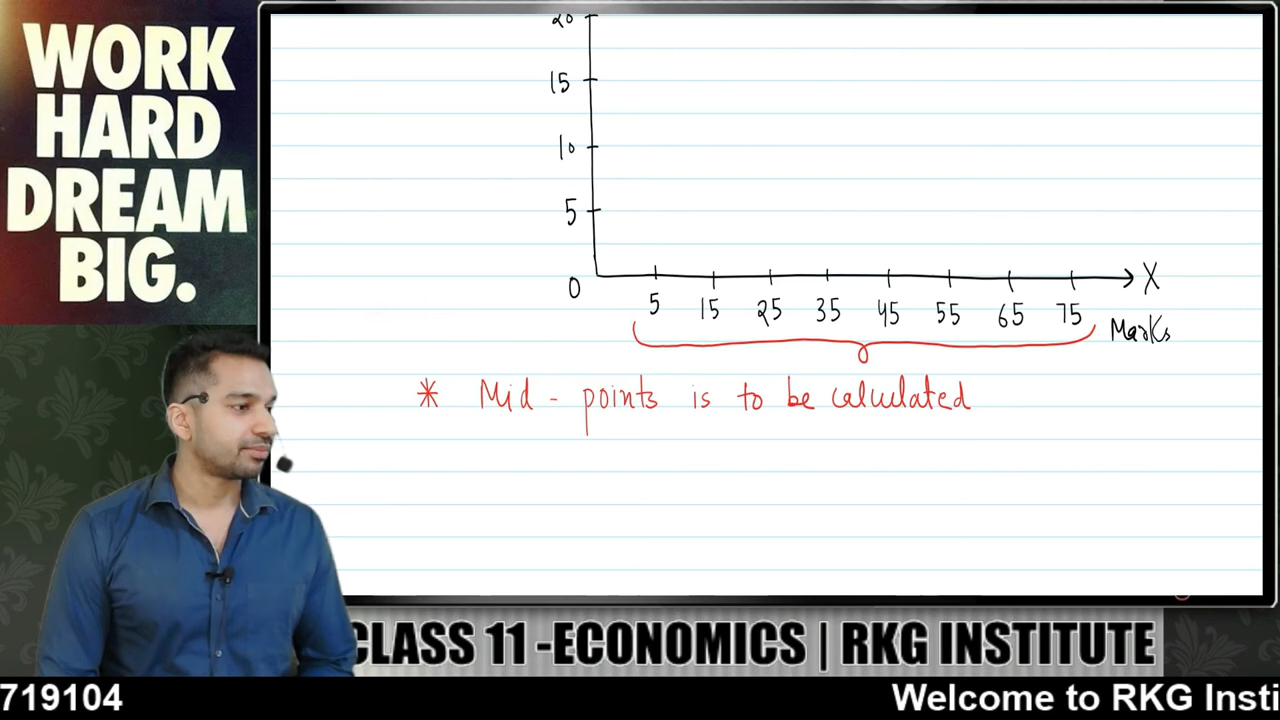 WORK
HARD
DREAM
BIG.
20
15
10
5
0
5 15 25 35 45 55 65 75
X
Marks
* Mid - points is to be calculated
CLASS 11 -ECONOMICS | RKG INSTITUTE
719104
Welcome to RKG Insti